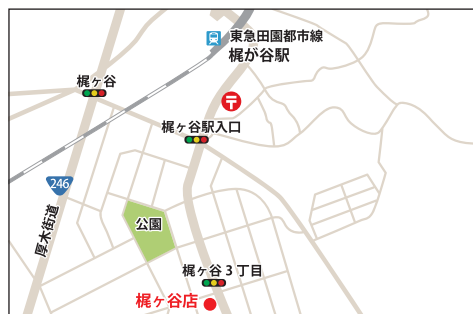 東急田園都市線
梶が谷駅
梶ヶ谷
〒
梶ヶ谷駅入口
246
厚木街道
公園
梶ヶ谷3丁目
梶ヶ谷店